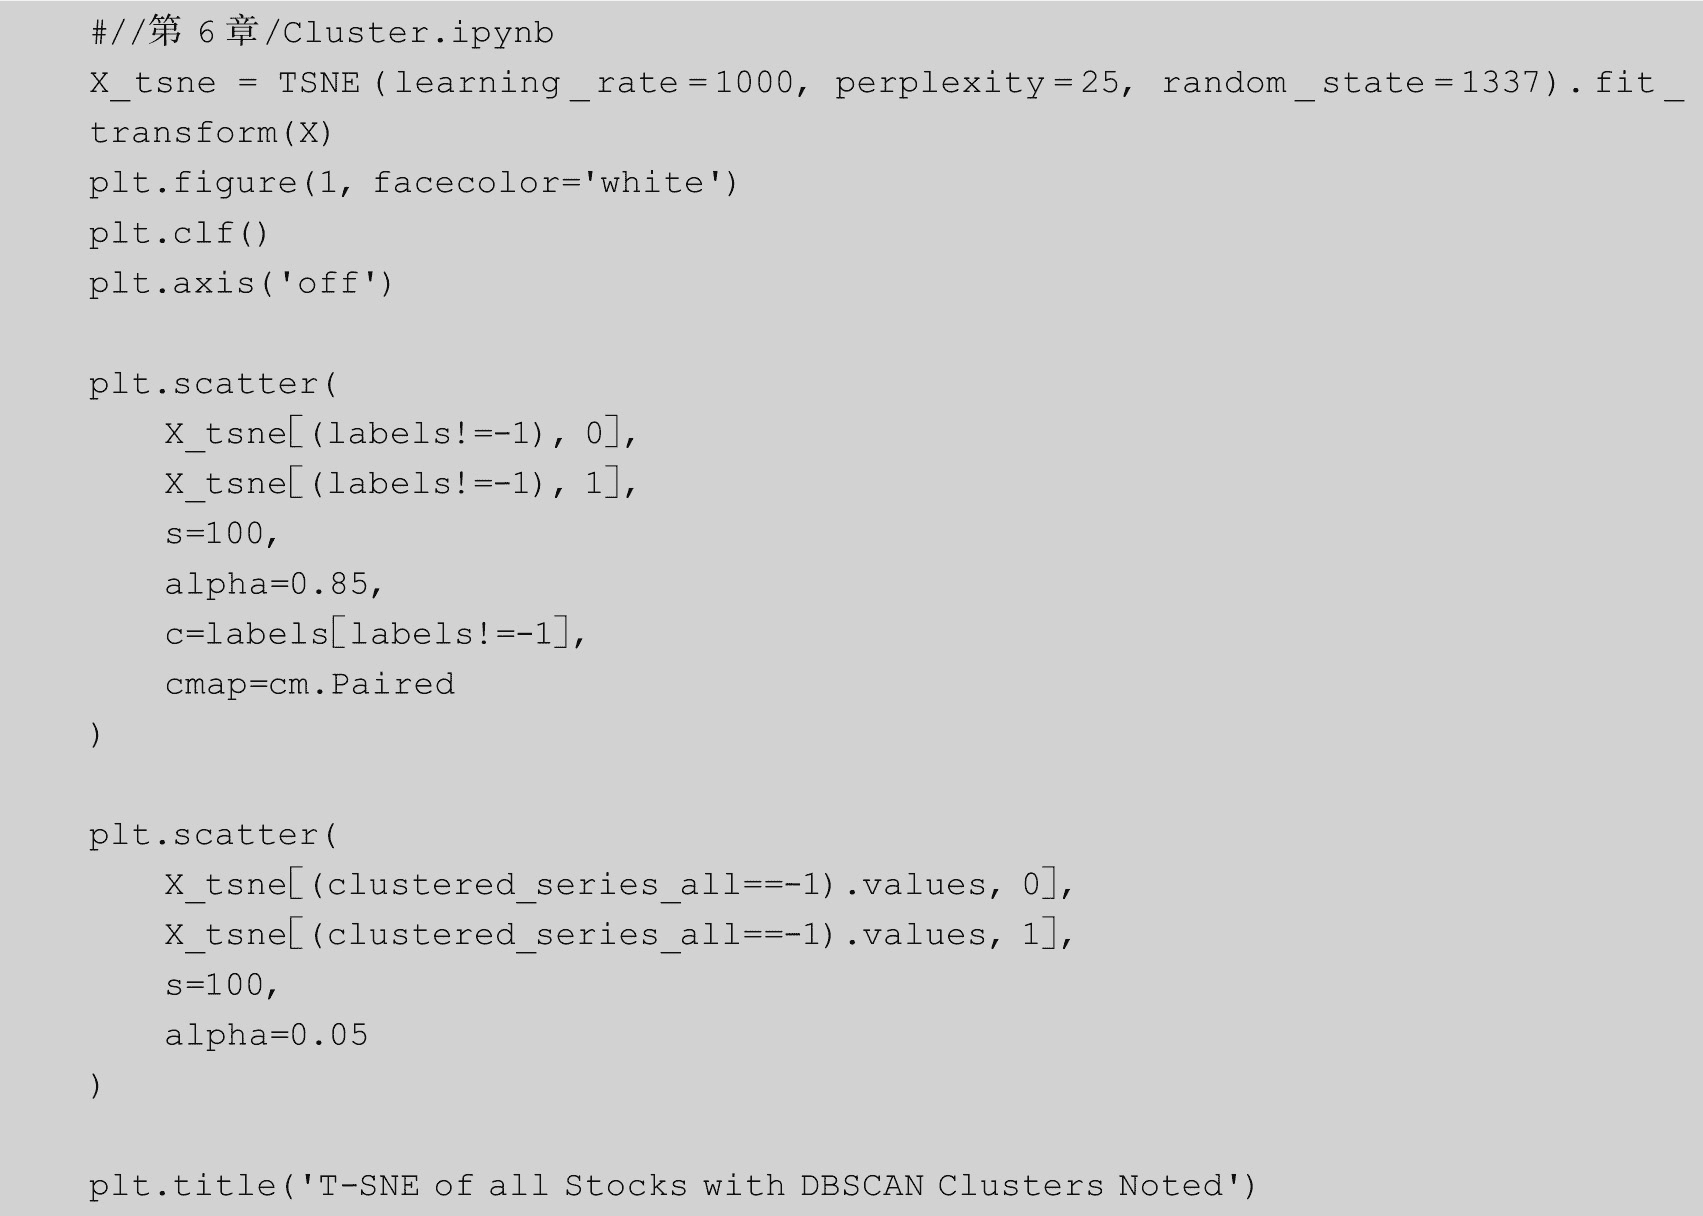 #//第 6 章/Cluster.ipynb
X_tsne = TSNE(learning_rate=1000, perplexity=25, random_state=1337).fit_
transform(X)
plt.figure(1, facecolor='white')
plt.clf()
plt.axis('off')

plt.scatter(
    X_tsne[(labels!=-1), 0],
    X_tsne[(labels!=-1), 1],
    s=100,
    alpha=0.85,
    c=labels[labels!=-1],
    cmap=cm.Paired
)

plt.scatter(
    X_tsne[(clustered_series_all==-1).values, 0],
    X_tsne[(clustered_series_all==-1).values, 1],
    s=100,
    alpha=0.05
)

plt.title('T-SNE of all Stocks with DBSCAN Clusters Noted')